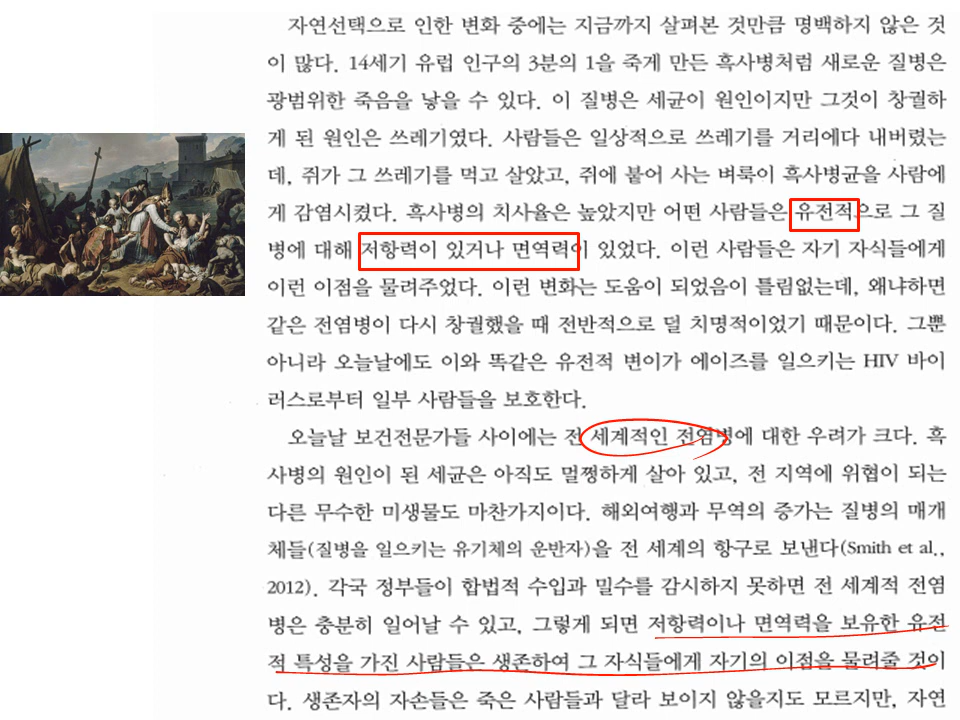 자연선택으로 인한 변화 중에는 지금까지 살펴본 것만큼 명백하지 않은 것
이 많다. 14세기 유럽 인구의 3분의 1을 죽게 만든 흑사병처럼 새로운 질병은
광범위한 죽음을 낳을 수 있다. 이 질병은 세균이 원인이지만 그것이 창궐하
게 된 원인은 쓰레기였다. 사람들은 일상적으로 쓰레기를 거리에다 내버렸는
데, 쥐가 그 쓰레기를 먹고 살았고, 쥐에 붙어 사는 벼룩이 흑사병균을 사람에
게 감염시켰다. 흑사병의 치사율은 높았지만 어떤 사람들은 유전적으로 그 질
병에 대해 저항력이 있거나 면역력이 있었다. 이런 사람들은 자기 자식들에게
이런 이점을 물려주었다. 이런 변화는 도움이 되었음이 틀림없는데, 왜냐하면
같은 전염병이 다시 창궐했을 때 전반적으로 덜 치명적이었기 때문이다. 그뿐
아니라 오늘날에도 이와 똑같은 유전적 변이가 에이즈를 일으키는 HIV 바이
러스로부터 일부 사람들을 보호한다.
오늘날 보건전문가들 사이에는 전 세계적인 전염병에 대한 우려가 크다. 흑
사병의 원인이 된 세균은 아직도 멀쩡하게 살아 있고, 전 지역에 위협이 되는
다른 무수한 미생물도 마찬가지이다. 해외여행과 무역의 증가는 질병의 매개
체들(질병을 일으키는 유기체의 운반자)을 전 세계의 항구로 보낸다(Smith et al.,
2012). 각국 정부들이 합법적 수입과 밀수를 감시하지 못하면 전 세계적 전염
병은 충분히 일어날 수 있고, 그렇게 되면 저항력이나 면역력을 보유한 유전
적 특성을 가진 사람들은 생존하여 그 자식들에게 자기의 이점을 물려줄 것이
다. 생존자의 자손들은 죽은 사람들과 달라 보이지 않을지도 모르지만, 자연